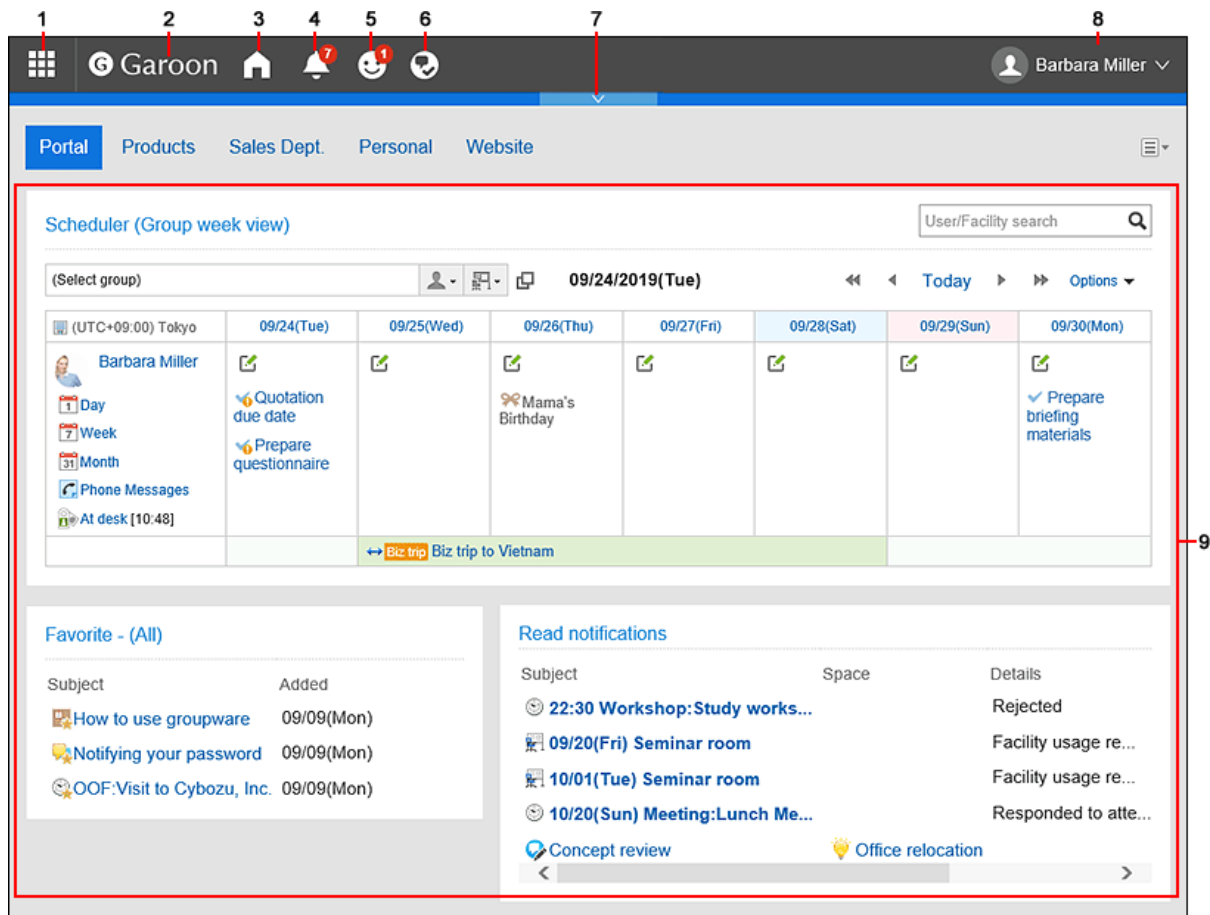 1 2 3 4 5 6 7 8
G Garoon 7 1 Barbara Miller
Portal Products Sales Dept. Personal Website
Scheduler (Group week view) User/Facility search
(Select group) 09/24/2019(Tue) Today Options
(UTC+09:00) Tokyo 09/24(Tue) 09/25(Wed) 09/26(Thu) 09/27(Fri) 09/28(Sat) 09/29(Sun) 09/30(Mon)
Barbara Miller
1 Day
7 Week
31 Month
Phone Messages
At desk [10:48]
Quotation
due date
Prepare
questionnaire
Mama's
Birthday
Prepare
briefing
materials
Biz trip Biz trip to Vietnam
9
Favorite - (All)
Subject Added
How to use groupware 09/09(Mon)
Notifying your password 09/09(Mon)
OOF:Visit to Cybozu, Inc. 09/09(Mon)
Read notifications
Subject Space Details
22:30 Workshop:Study works... Rejected
09/20(Fri) Seminar room Facility usage re...
10/01(Tue) Seminar room Facility usage re...
10/20(Sun) Meeting:Lunch Me... Responded to atte...
Concept review Office relocation